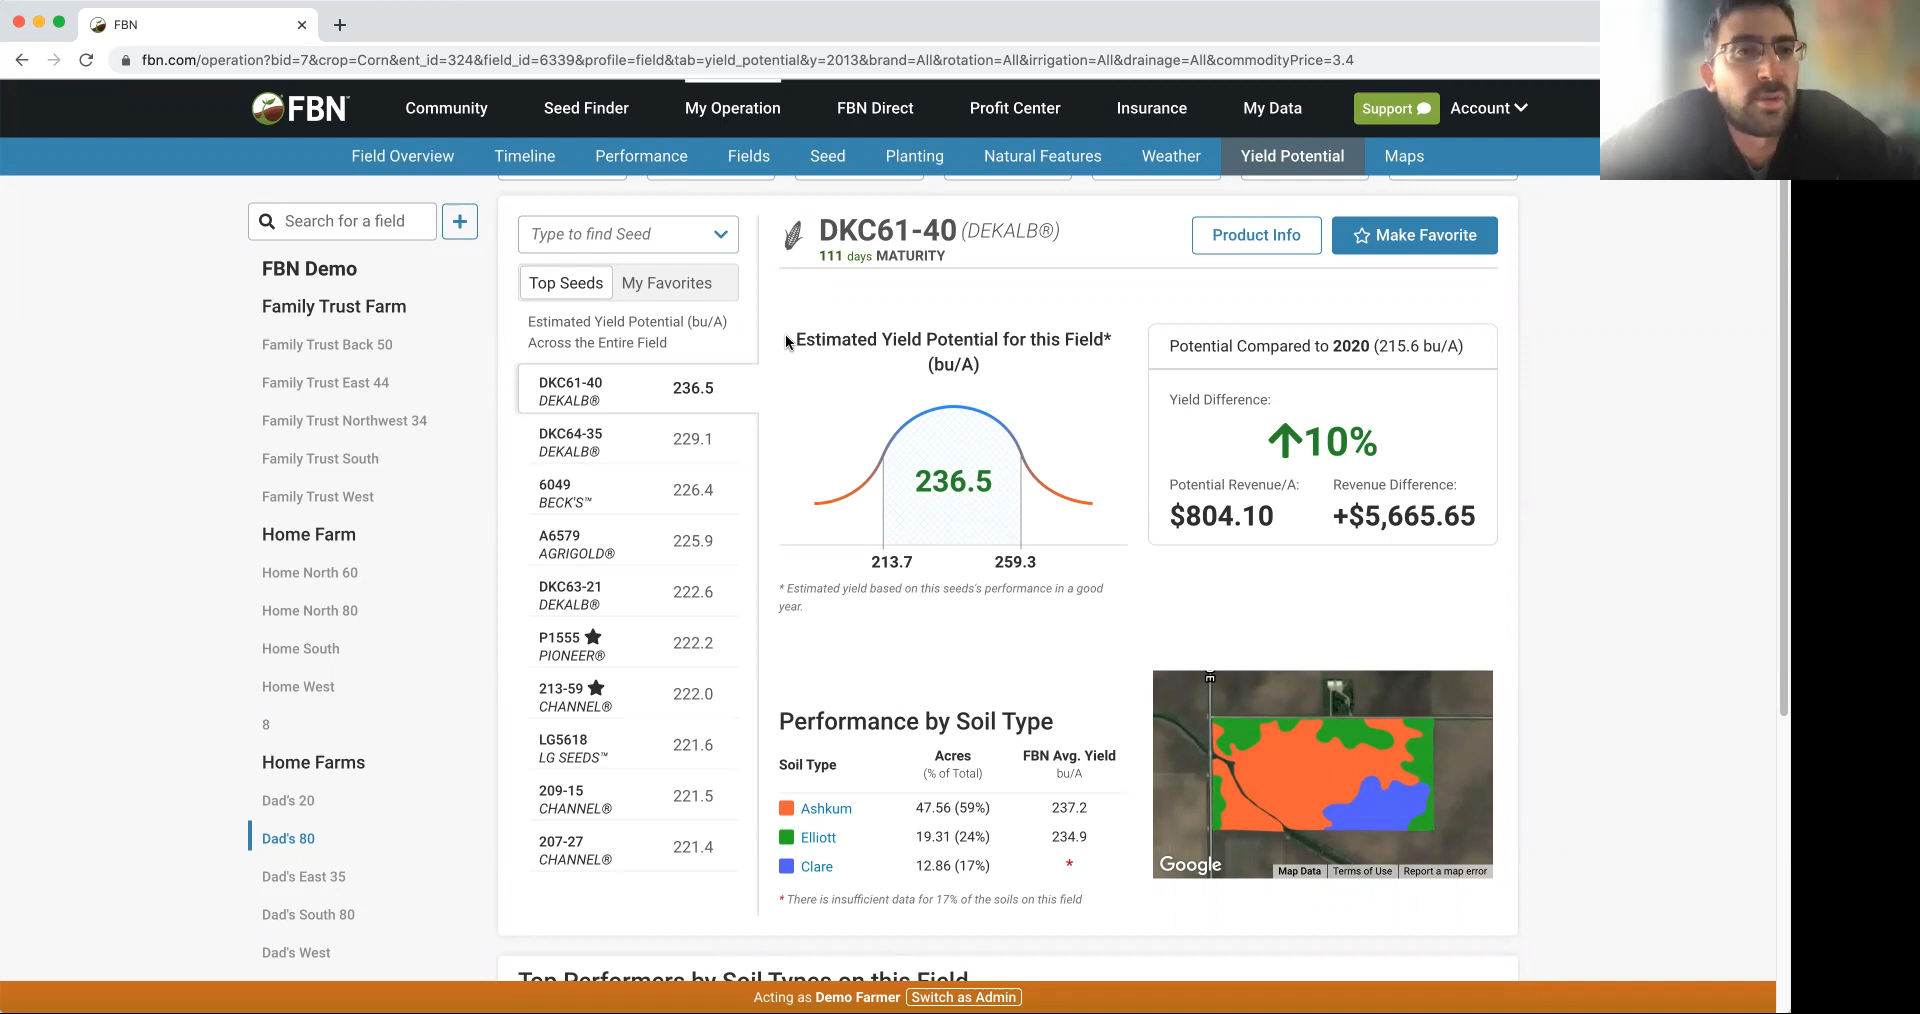 FBN
fbn.com/operation?bid=7&crop=Corn&ent_id=324&field_id=6339&profile=field&tab=yield_potential&y=2013&brand=All&rotation=All&irrigation=All&drainage=All&commodityPrice=3.4
FBN Community Seed Finder My Operation FBN Direct Profit Center Insurance My Data Support Account
Field Overview Timeline Performance Fields Seed Planting Natural Features Weather Yield Potential Maps
Search for a field +
FBN Demo
Family Trust Farm
Family Trust Back 50
Family Trust East 44
Family Trust Northwest 34
Family Trust South
Family Trust West
Home Farm
Home North 60
Home North 80
Home South
Home West
8
Home Farms
Dad's 20
Dad's 80
Dad's East 35
Dad's South 80
Dad's West
Type to find Seed
Top Seeds My Favorites
Estimated Yield Potential (bu/A)
Across the Entire Field
DKC61-40 236.5
DEKALB®
DKC64-35 229.1
DEKALB®
6049 226.4
BECK'S™
A6579 225.9
AGRIGOLD®
DKC63-21 222.6
DEKALB®
P1555 222.2
PIONEER®
213-59 222.0
CHANNEL®
LG5618 221.6
LG SEEDS™
209-15 221.5
CHANNEL®
207-27 221.4
CHANNEL®
DKC61-40 (DEKALB®)
111 days MATURITY
Product Info Make Favorite
Estimated Yield Potential for this Field*
(bu/A)
236.5
213.7 259.3
* Estimated yield based on this seeds's performance in a good
year.
Potential Compared to 2020 (215.6 bu/A)
Yield Difference:
10%
Potential Revenue/A: Revenue Difference:
$804.10 +$5,665.65
Performance by Soil Type
Soil Type Acres FBN Avg. Yield
(% of Total) bu/A
Ashkum 47.56 (59%) 237.2
Elliott 19.31 (24%) 234.9
Clare 12.86 (17%) *
* There is insufficient data for 17% of the soils on this field
Google Map Data Terms of Use Report a map error
Top Performers by Soil Types on this Field
Acting as Demo Farmer Switch as Admin